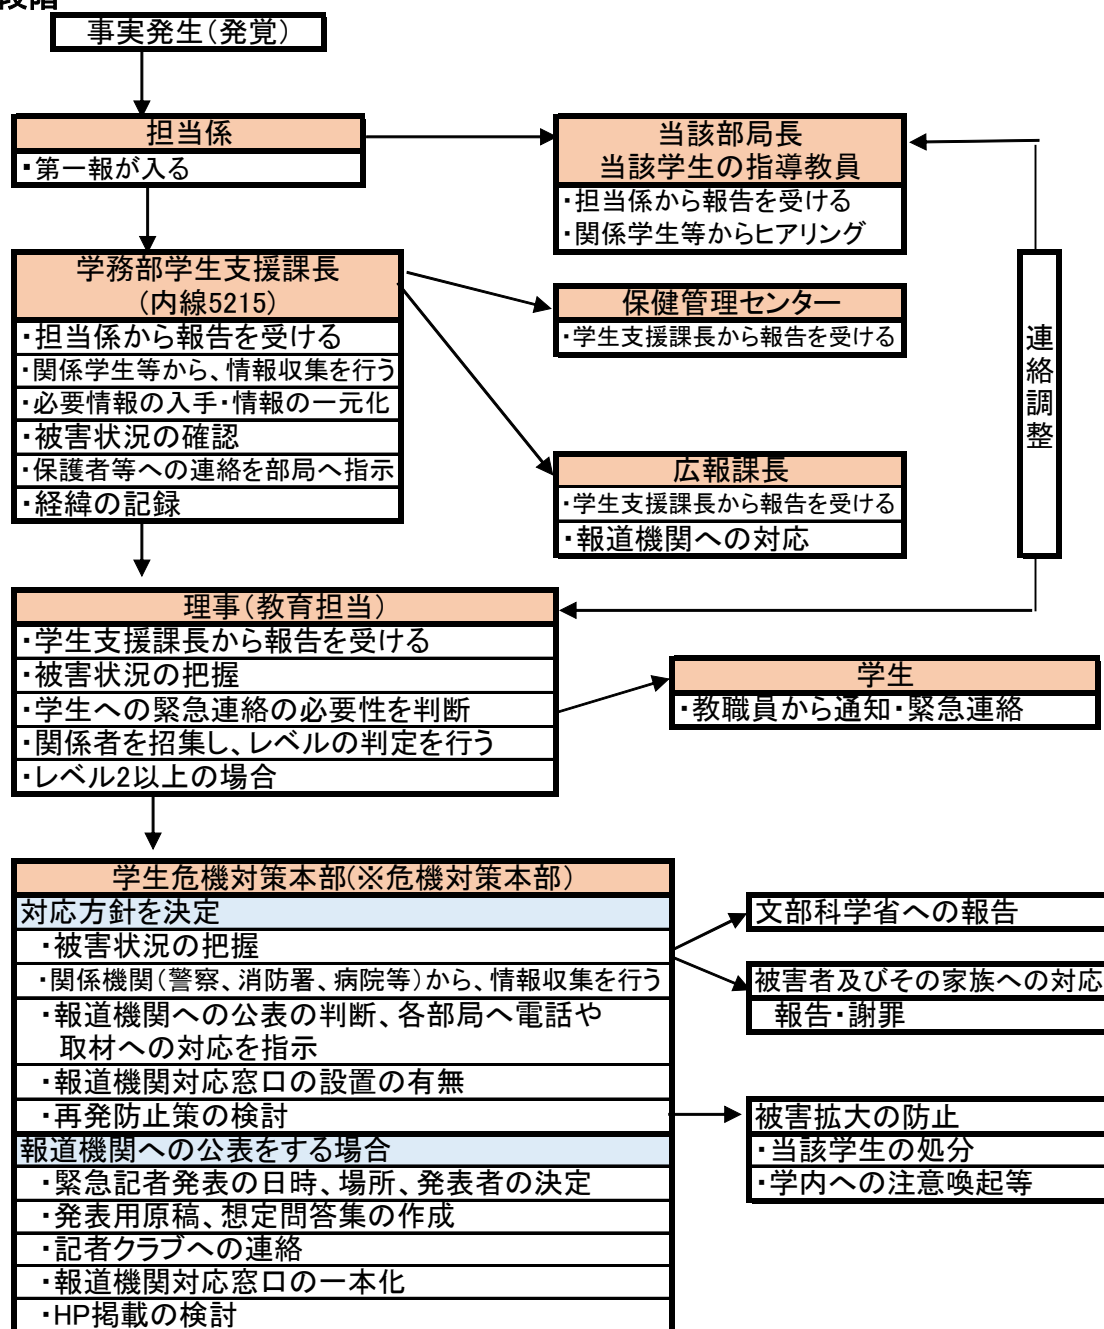 段階
事実発生(発覚)
担当係
・第一報が入る
当該部局長
当該学生の指導教員
・担当係から報告を受ける
・関係学生等からヒアリング
学務部学生支援課長
(内線5215)
・担当係から報告を受ける
・関係学生等から、情報収集を行う
・必要情報の入手・情報の一元化
・被害状況の確認
・保護者等への連絡を部局へ指示
・経緯の記録
保健管理センター
・学生支援課長から報告を受ける
広報課長
・学生支援課長から報告を受ける
・報道機関への対応
連絡調整
理事(教育担当)
・学生支援課長から報告を受ける
・被害状況の把握
・学生への緊急連絡の必要性を判断
・関係者を招集し、レベルの判定を行う
・レベル2以上の場合
学生
・教職員から通知・緊急連絡
学生危機対策本部(※危機対策本部)
対応方針を決定
・被害状況の把握
・関係機関(警察、消防署、病院等)から、情報収集を行う
・報道機関への公表の判断、各部局へ電話や
取材への対応を指示
・報道機関対応窓口の設置の有無
・再発防止策の検討
報道機関への公表をする場合
・緊急記者発表の日時、場所、発表者の決定
・発表用原稿、想定問答集の作成
・記者クラブへの連絡
・報道機関対応窓口の一本化
・HP掲載の検討
文部科学省への報告
被害者及びその家族への対応
報告・謝罪
被害拡大の防止
・当該学生の処分
・学内への注意喚起等